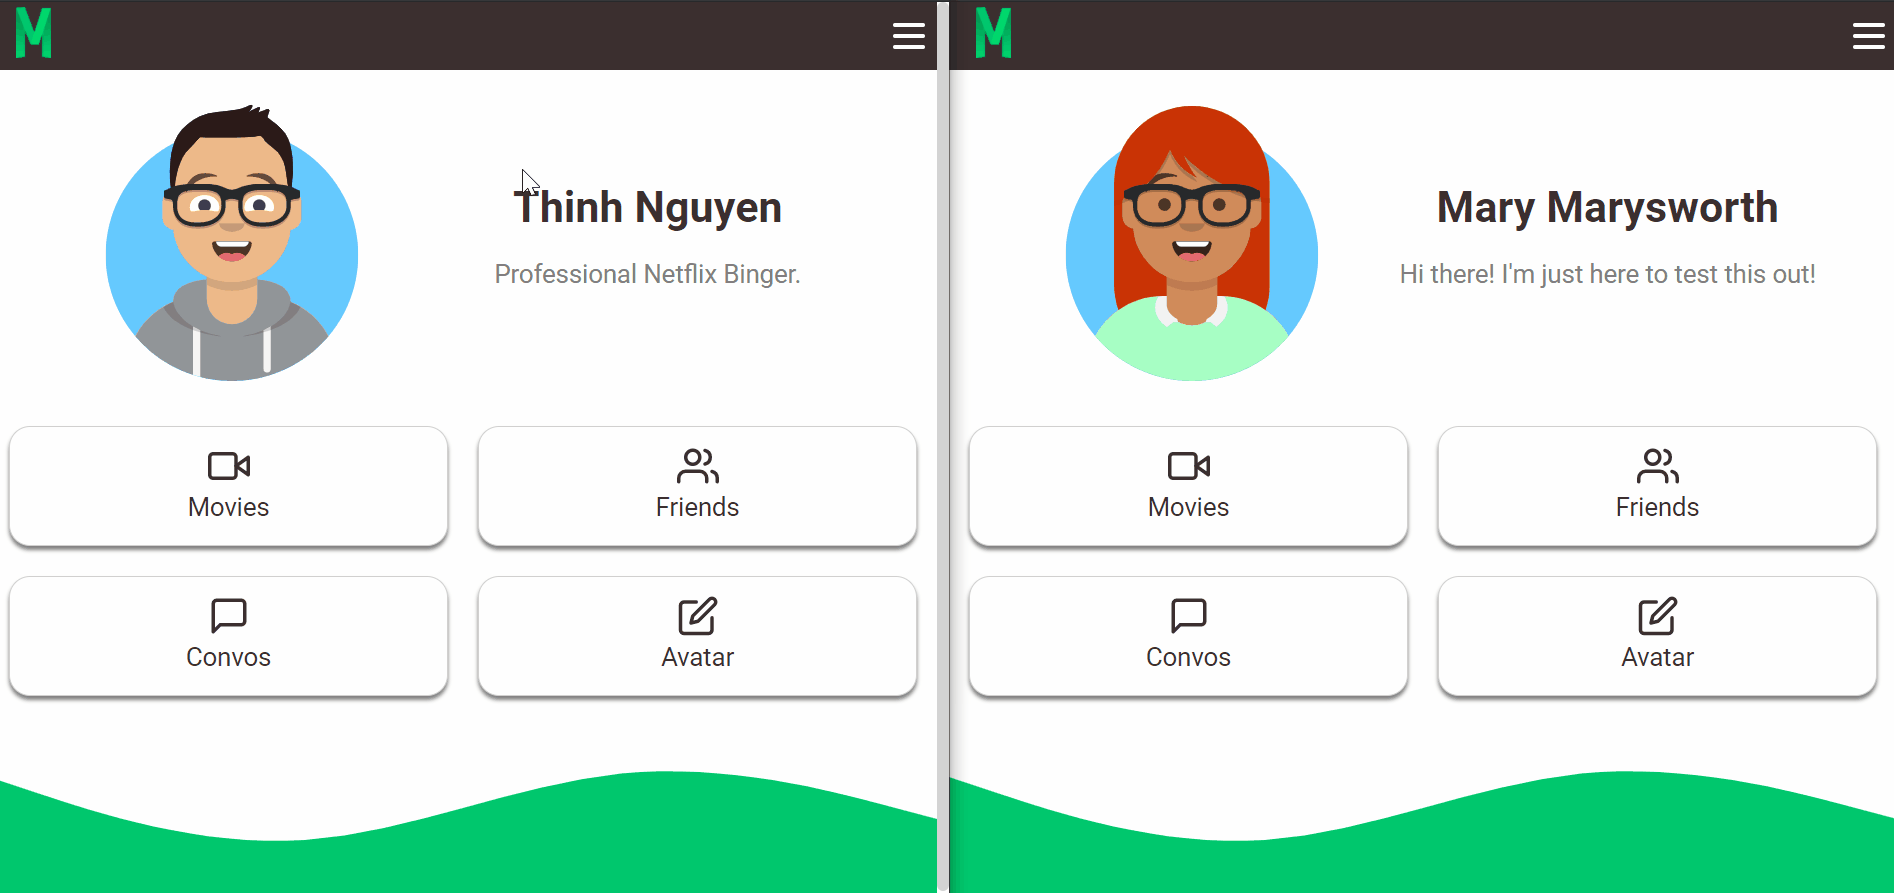 M
Thinh Nguyen
Professional Netflix Binger.
Movies
Friends
Convos
Avatar
M
Mary Marysworth
Hi there! I'm just here to test this out!
Movies
Friends
Convos
Avatar